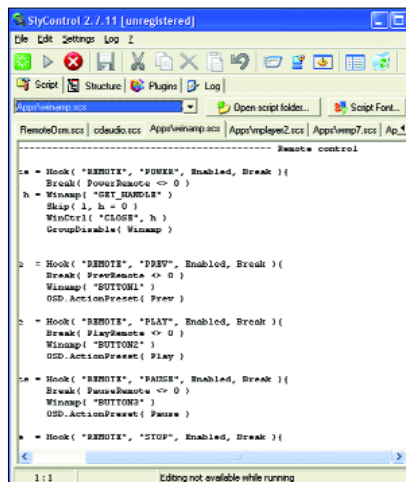 SlyControl 2.7.11 [unregistered]
File Edit Settings Log ?
Script Structure Plugins Log
Apps\winamp.scs Open script folder... Script Font...
RemoteOsm.scs cdaudio.scs Apps\winamp.scs Apps\mplayer2.scs Apps\wmp7.scs Ap
---------------------------------------- Remote control
= Hook( "REMOTE", "POWER", Enabled, Break ){
Break( PowerRemote <> 0 )
h = Winamp( "GET_HANDLE" )
Skip( 1, h = 0 )
WinCtrl( "CLOSE", h )
GroupDisable( Winamp )
= Hook( "REMOTE", "PREV", Enabled, Break ){
Break( PrevRemote <> 0 )
Winamp( "BUTTON1" )
OSD.ActionPreset( Prev )
= Hook( "REMOTE", "PLAY", Enabled, Break ){
Break( PlayRemote <> 0 )
Winamp( "BUTTON2" )
OSD.ActionPreset( Play )
= Hook( "REMOTE", "PAUSE", Enabled, Break ){
Break( PauseRemote <> 0 )
Winamp( "BUTTON3" )
OSD.ActionPreset( Pause )
= Hook( "REMOTE", "STOP", Enabled, Break ){
1:1 Editing not available while running